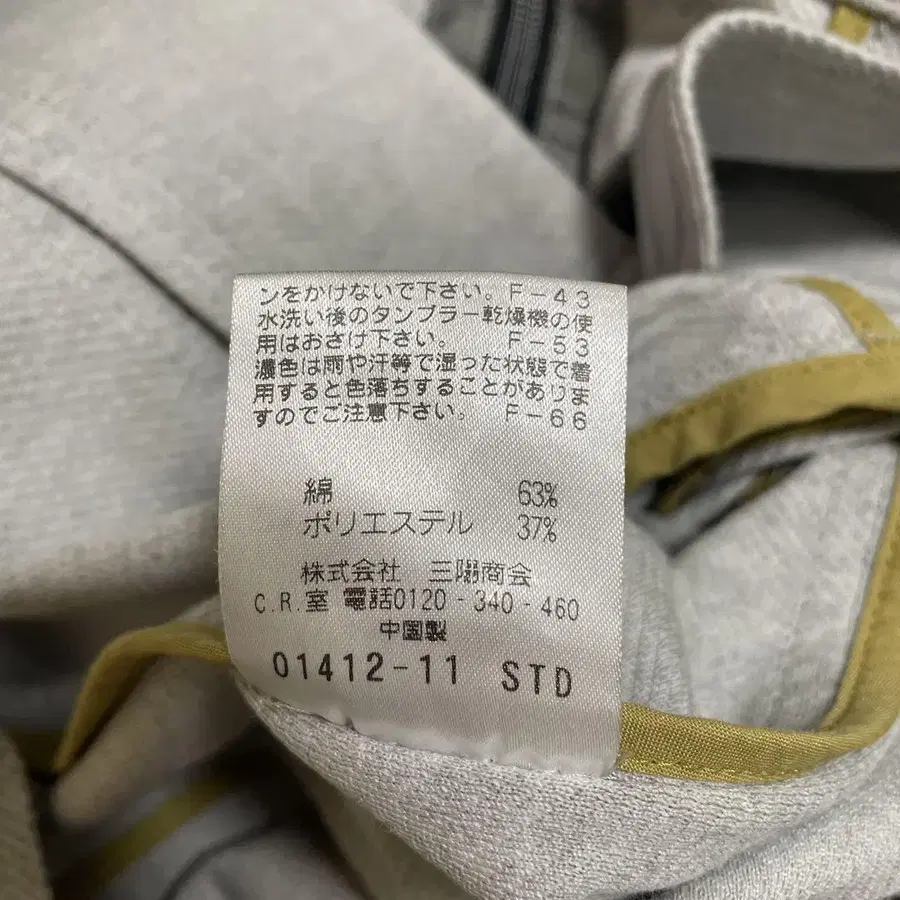 ンをかけないで下さい。F-43
水洗い後のタンブラー乾燥機の使
用はおさけ下さい。 F-53
濃色は雨や汗等で湿った状態で着
用すると色落ちすることがありま
すのでご注意下さい。 F-66
綿 63%
ポリエステル 37%
株式会社 三陽商会
C.R.室 電話0120-340-460
中国製
01412-11 STD